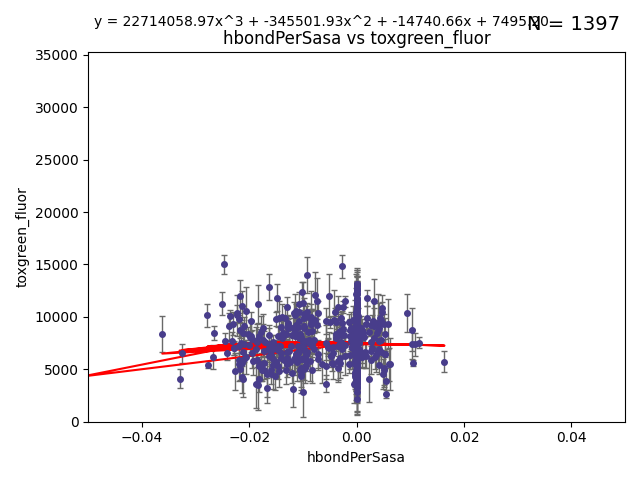 y = 22714058.97x^3 + -345501.93x^2 + -14740.66x + 7495.20
N = 1397
hbondPerSasa vs toxgreen_fluor
35000
30000
25000
20000
15000
10000
5000
0
toxgreen_fluor
−0.04
−0.02
0.00
0.02
0.04
hbondPerSasa